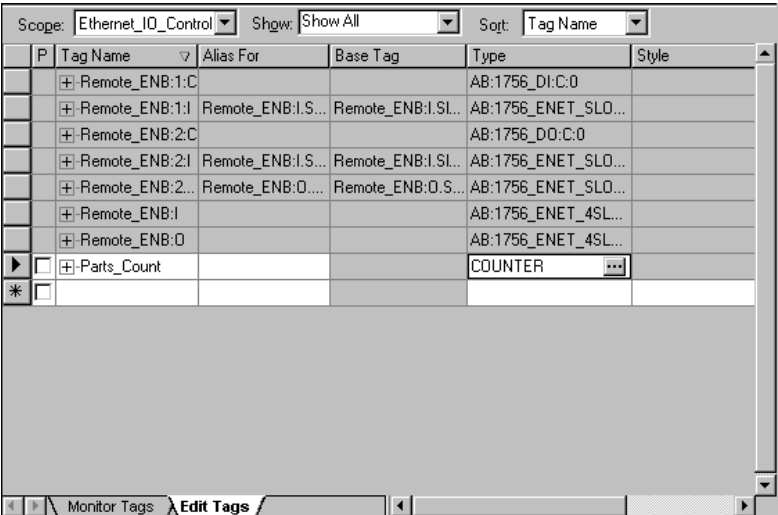 Scope: Ethernet_IO_Control Show: Show All Sort: Tag Name
P Tag Name Alias For Base Tag Type Style
Remote_ENB:1:C AB:1756_DI:C:0
Remote_ENB:1:I Remote_ENB:I.S... Remote_ENB:I.Sl... AB:1756_ENET_SLO...
Remote_ENB:2:C AB:1756_DO:C:0
Remote_ENB:2:I Remote_ENB:I.S... Remote_ENB:I.Sl... AB:1756_ENET_SLO...
Remote_ENB:2... Remote_ENB:O.... Remote_ENB:O.S... AB:1756_ENET_SLO...
Remote_ENB:I AB:1756_ENET_4SL...
Remote_ENB:O AB:1756_ENET_4SL...
Parts_Count COUNTER ...
Monitor Tags Edit Tags